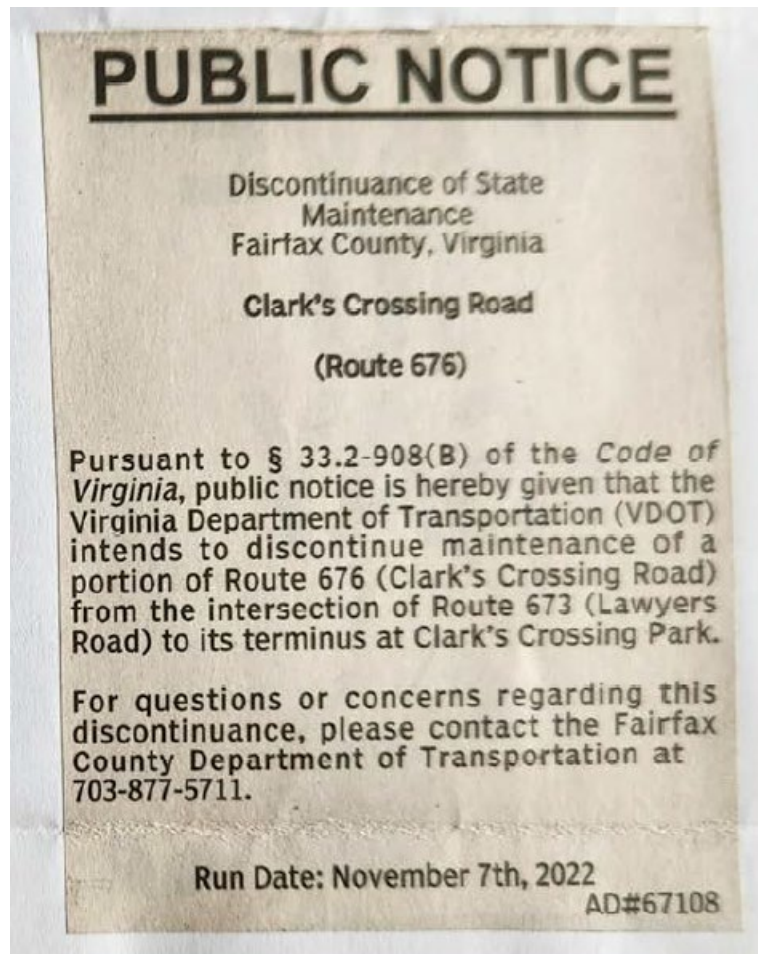 PUBLIC NOTICE
Discontinuance of State
Maintenance
Fairfax County, Virginia
Clark's Crossing Road
(Route 676)
Pursuant to § 33.2-908(B) of the Code of
Virginia, public notice is hereby given that the
Virginia Department of Transportation (VDOT)
intends to discontinue maintenance of a
portion of Route 676 (Clark's Crossing Road)
from the intersection of Route 673 (Lawyers
Road) to its terminus at Clark's Crossing Park.
For questions or concerns regarding this
discontinuance, please contact the Fairfax
County Department of Transportation at
703-877-5711.
Run Date: November 7th, 2022
AD#67108